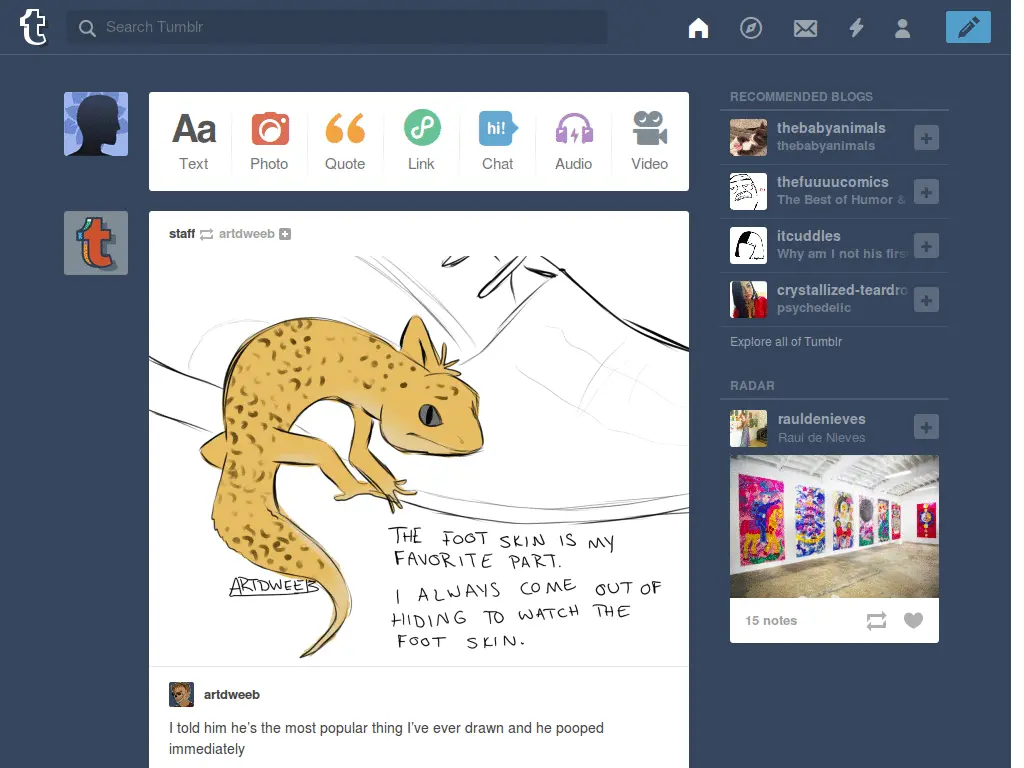 t
Search Tumblr
Aa
hi!
Text
Photo
Quote
Link
Chat
Audio
Video
t
staff artdweeb
THE FOOT SKIN IS MY
FAVORITE PART.
I ALWAYS COME OUT OF
HIDING TO WATCH THE
FOOT SKIN.
ARTDWEEB
artdweeb
I told him he's the most popular thing I've ever drawn and he pooped
immediately
RECOMMENDED BLOGS
thebabyanimals
thebabyanimals
thefuuuucomics
The Best of Humor &
itcuddles
Why am I not his firs
crystallized-teardro
psychedelic
Explore all of Tumblr
RADAR
rauldenieves
Raul de Nieves
15 notes